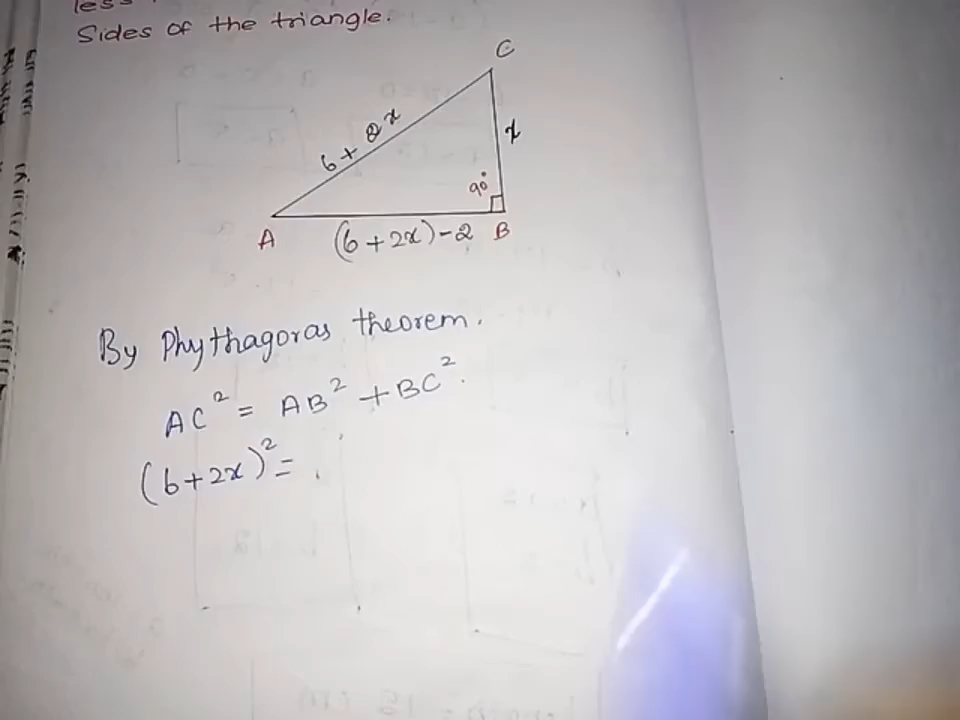 Sides of the triangle.
C
6 + 2x
x
90°
A
(6 + 2x) - 2
B
By Phythagoras theorem.
AC² = AB² + BC².
(6 + 2x)² =